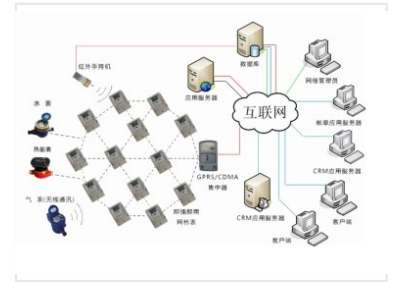 数据库
红外手持机
网络管理员
应用服务器
水 表
互联网
帐单应用服务器
热能表
CRM应用服务器
GPRS/CDMA
集中器
气 表(无线通讯)
即插即用
CRM应用服务器
客户端
客户端